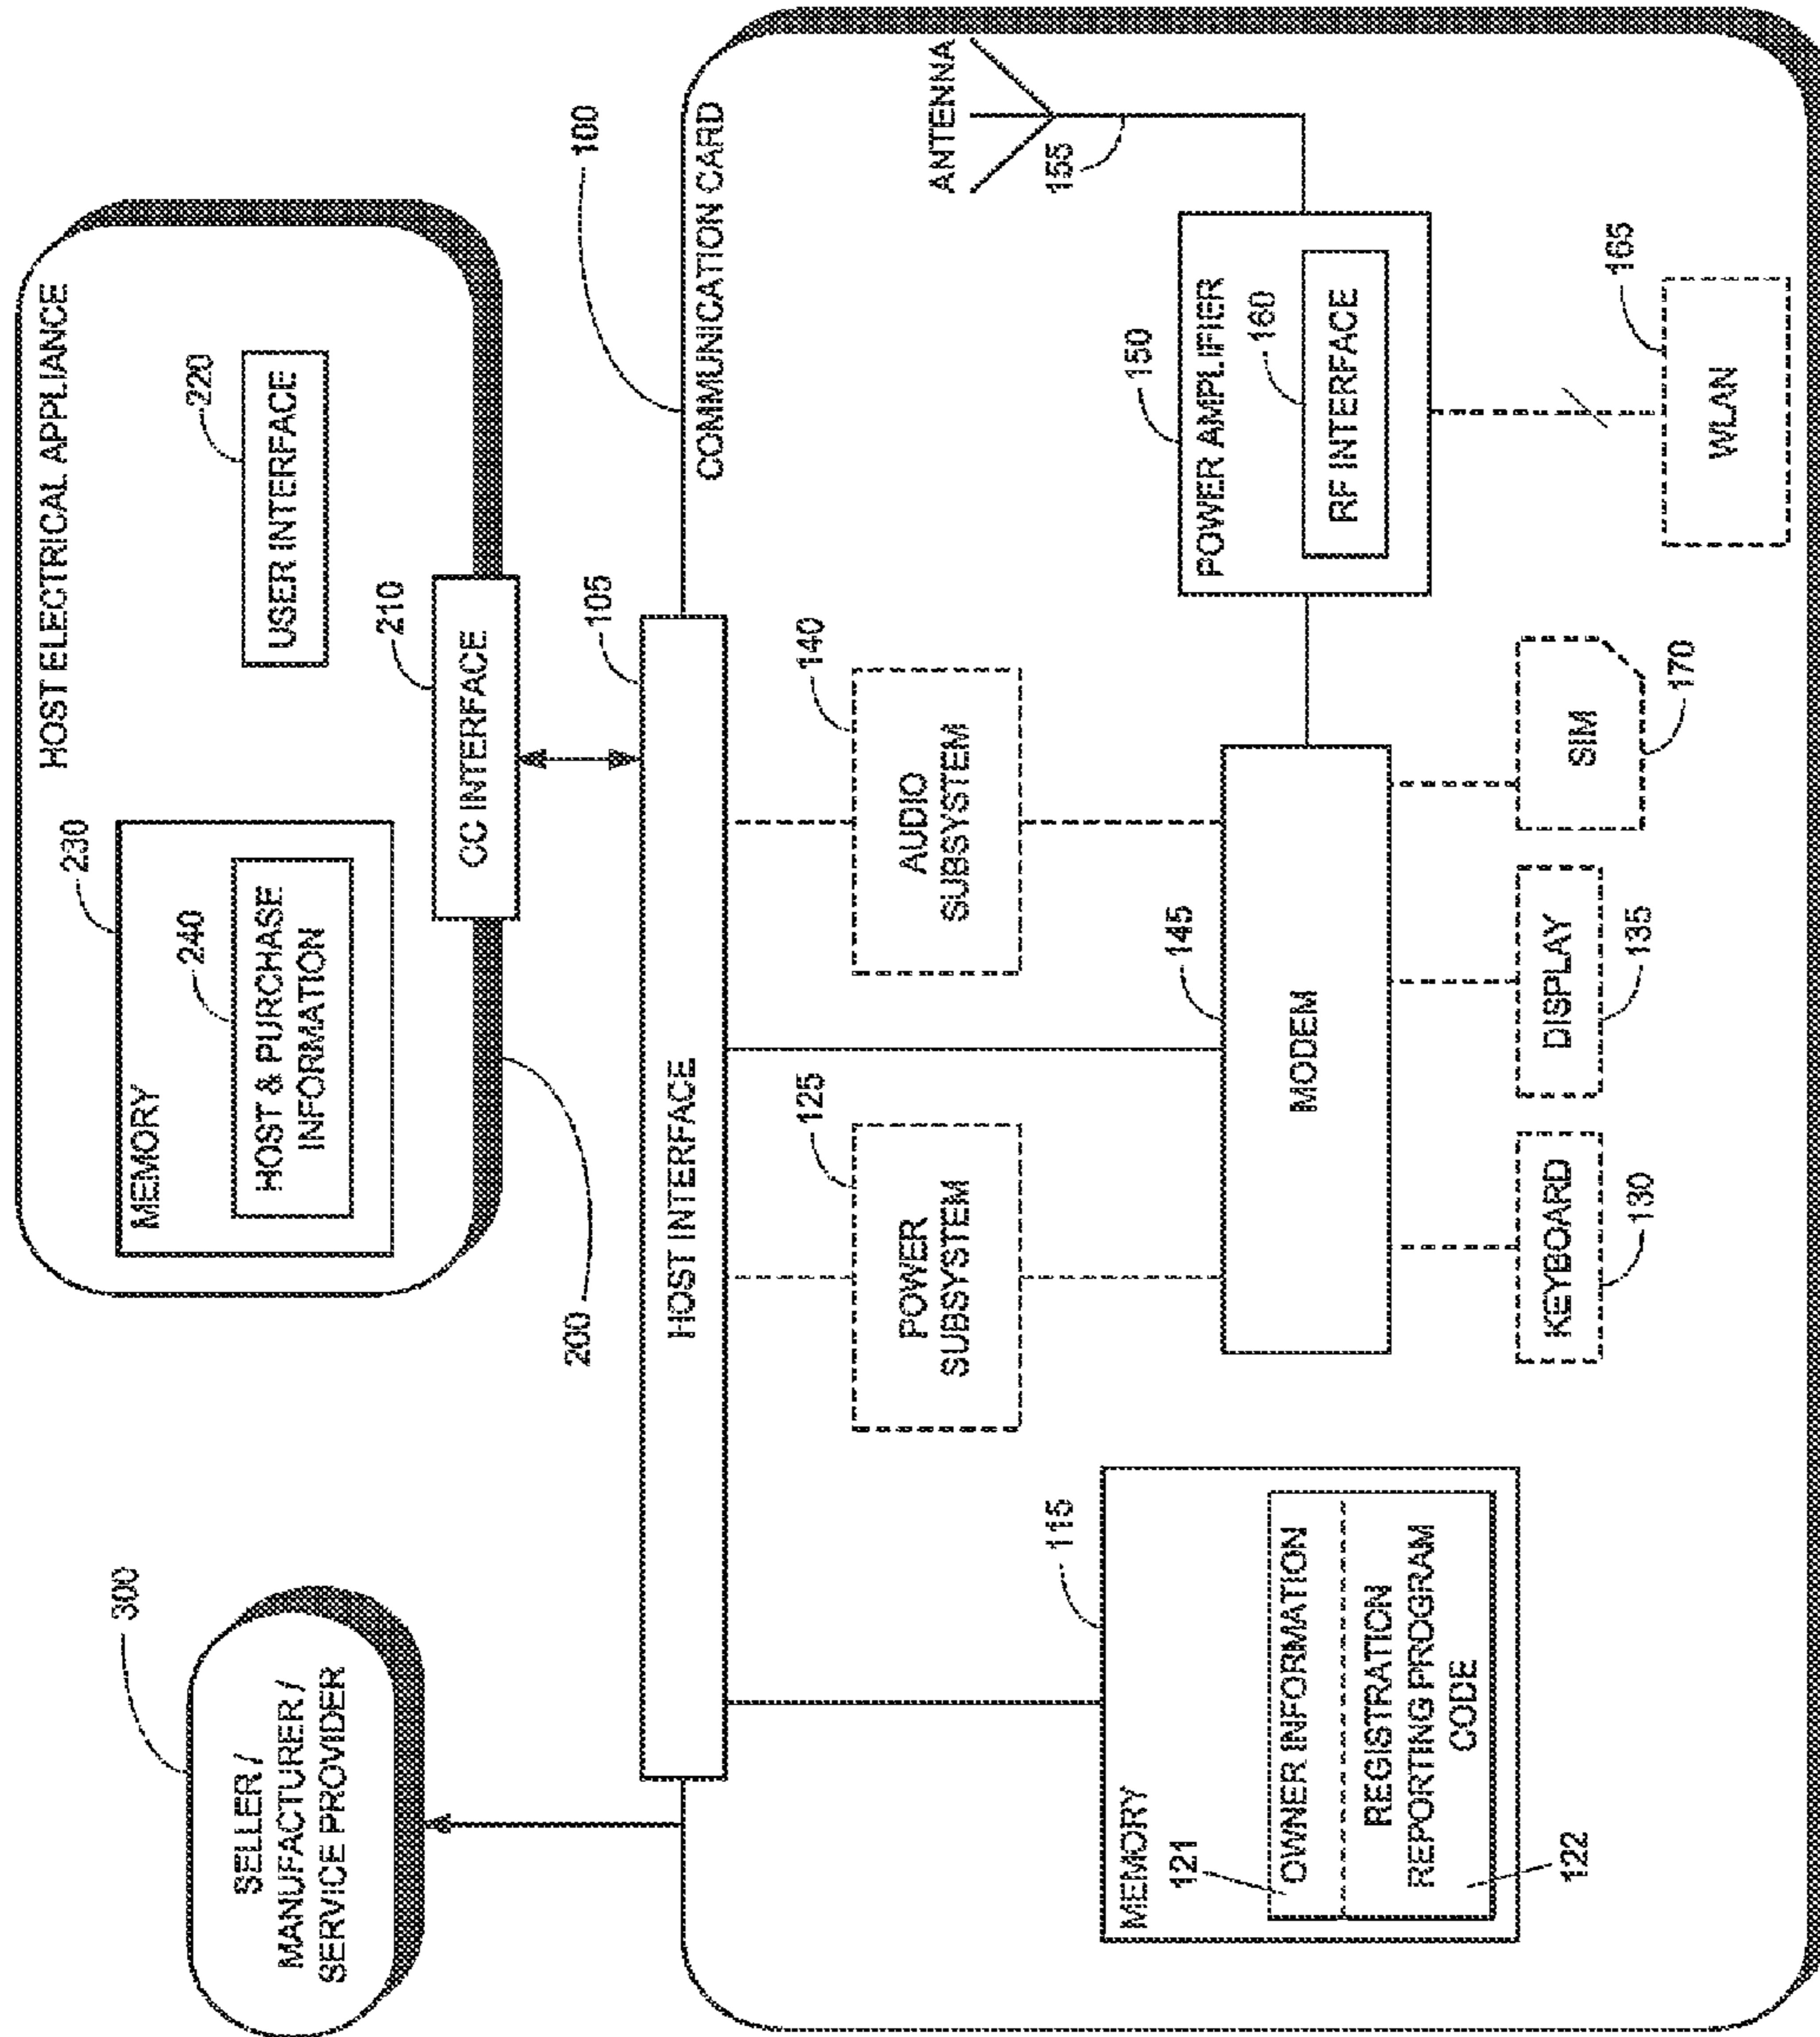 300
SELLER /
MANUFACTURER /
SERVICE PROVIDER
HOST ELECTRICAL APPLIANCE
230
MEMORY
240
HOST & PURCHASE
INFORMATION
220
USER INTERFACE
210
CC INTERFACE
200
105
HOST INTERFACE
100
COMMUNICATION CARD
125
POWER
SUBSYSTEM
140
AUDIO
SUBSYSTEM
ANTENNA
155
115
MEMORY
121
OWNER INFORMATION
REGISTRATION
REPORTING PROGRAM
CODE
122
145
MODEM
150
POWER AMPLIFIER
160
RF INTERFACE
KEYBOARD
130
DISPLAY
135
SIM
170
165
WLAN